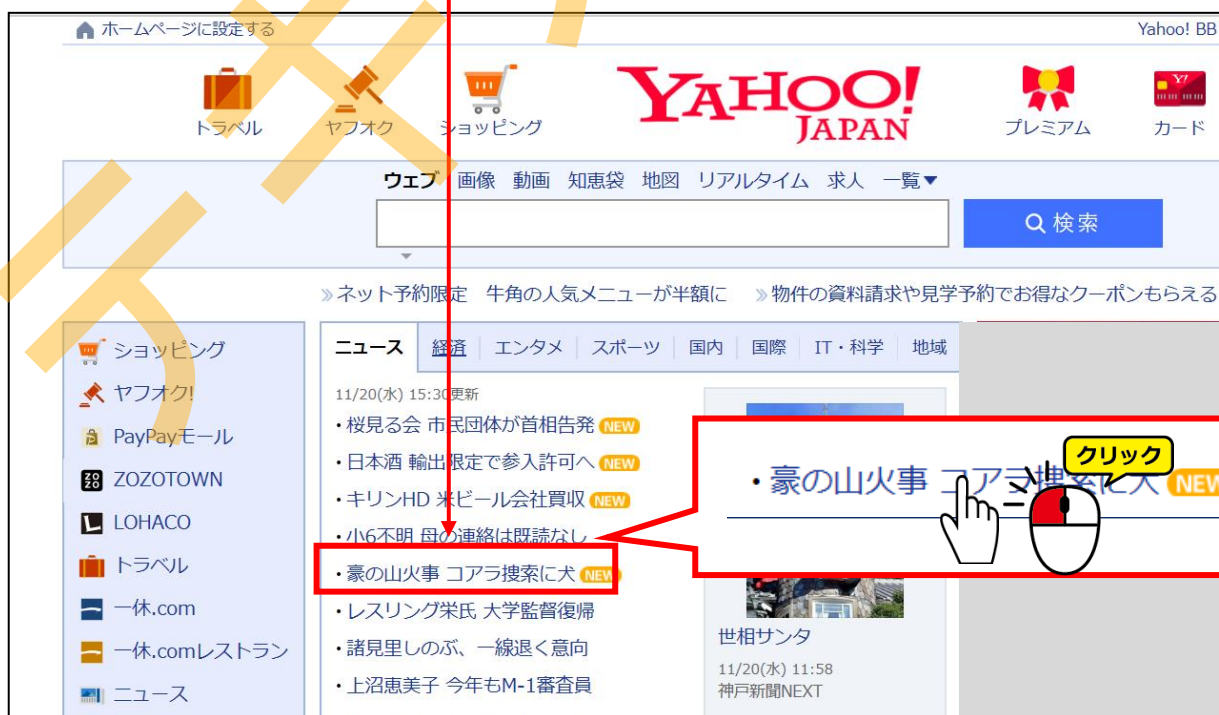 ホームページに設定する
Yahoo! BB
トラベル
ヤフオク
ショッピング
YAHOO!
JAPAN
プレミアム
Y!
カード
ウェブ 画像 動画 知恵袋 地図 リアルタイム 求人 一覧▼
検索
»ネット予約限定 牛角の人気メニューが半額に »物件の資料請求や見学予約でお得なクーポンもらえる
ショッピング
ヤフオク!
PayPayモール
ZOZOTOWN
LOHACO
トラベル
一休.com
一休.comレストラン
ニュース
ニュース 経済 エンタメ スポーツ 国内 国際 IT・科学 地域
11/20(水) 15:30更新
・桜見る会 市民団体が首相告発 NEW
・日本酒 輸出限定で参入許可へ NEW
・キリンHD 米ビール会社買収 NEW
・小6不明 母の連絡は既読なし
・豪の山火事 コアラ捜索に犬 NEW
・レスリング栄氏 大学監督復帰
・諸見里しのぶ、一線退く意向
・上沼恵美子 今年もM-1審査員
・豪の山火事 コアラ捜索に犬 NEW
クリック
世相サンタ
11/20(水) 11:58
神戸新聞NEXT